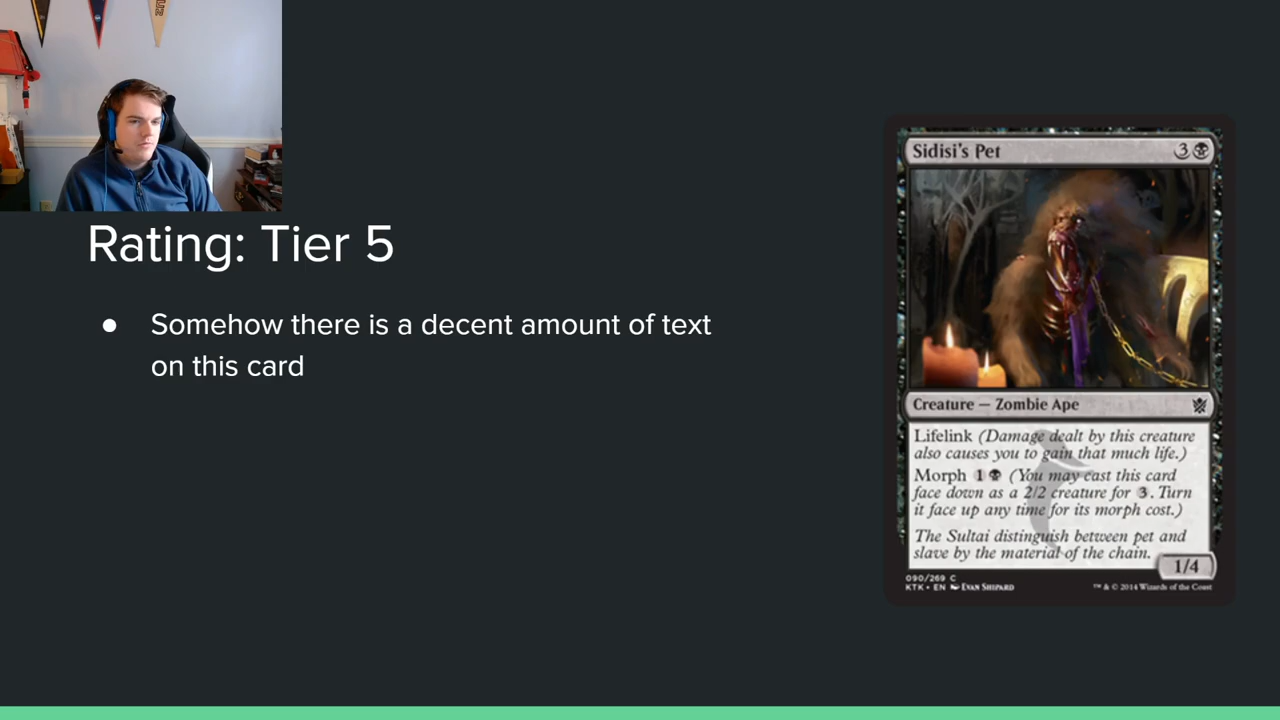 Rating: Tier 5
● Somehow there is a decent amount of text
on this card
Sidisi's Pet 3
Creature — Zombie Ape
Lifelink (Damage dealt by this creature
also causes you to gain that much life.)
Morph 1 (You may cast this card
face down as a 2/2 creature for 3. Turn
it face up any time for its morph cost.)
The Sultai distinguish between pet and
slave by the material of the chain.
1/4
090/269 C
KTK • EN Evan Shipard
™ & © 2014 Wizards of the Coast